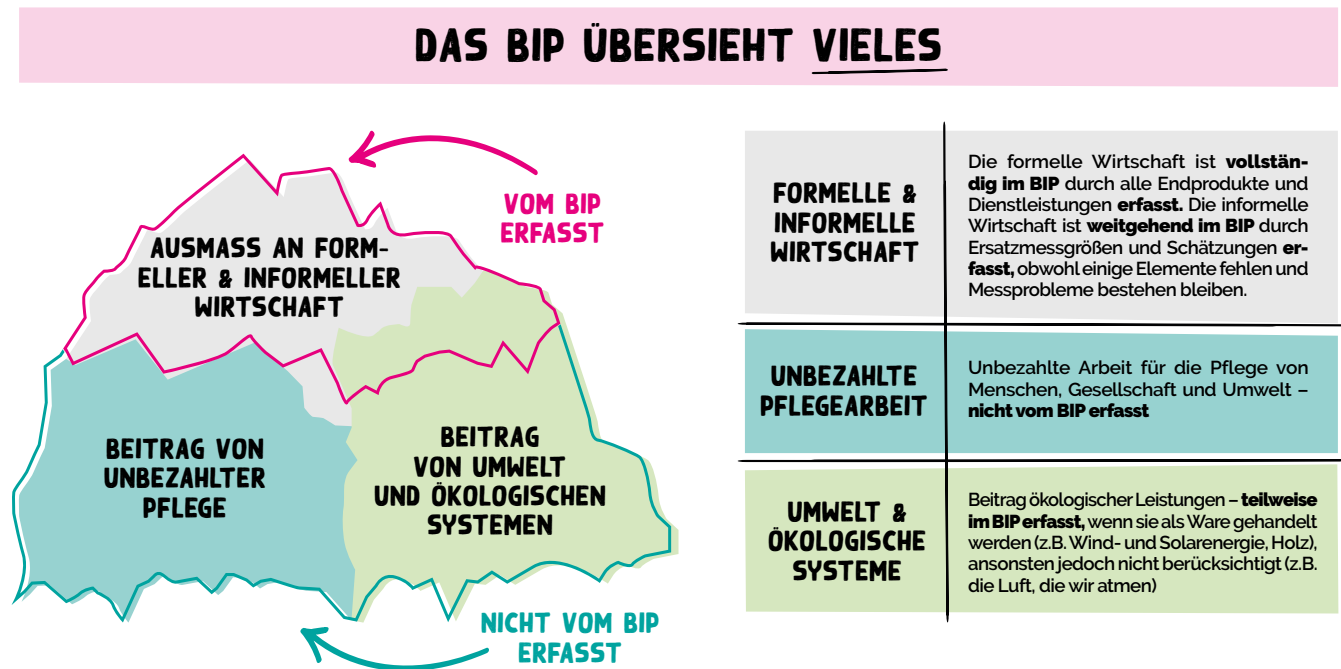 DAS BIP ÜBERSIEHT VIELES
VOM BIP
ERFASST
AUSMASS AN FORM-
ELLER & INFORMELLER
WIRTSCHAFT
BEITRAG VON
UNBEZAHLTER
PFLEGE
BEITRAG
VON UMWELT
UND ÖKOLOGISCHEN
SYSTEMEN
NICHT VOM BIP
ERFASST
FORMELLE &
INFORMELLE
WIRTSCHAFT
Die formelle Wirtschaft ist vollstän-
dig im BIP durch alle Endprodukte und
Dienstleistungen erfasst. Die informelle
Wirtschaft ist weitgehend im BIP durch
Ersatzmessgrößen und Schätzungen er-
fasst, obwohl einige Elemente fehlen und
Messprobleme bestehen bleiben.
UNBEZAHLTE
PFLEGEARBEIT
Unbezahlte Arbeit für die Pflege von
Menschen, Gesellschaft und Umwelt –
nicht vom BIP erfasst
UMWELT &
ÖKOLOGISCHE
SYSTEME
Beitrag ökologischer Leistungen – teilweise
im BIP erfasst, wenn sie als Ware gehandelt
werden (z.B. Wind- und Solarenergie, Holz),
ansonsten jedoch nicht berücksichtigt (z.B.
die Luft, die wir atmen)